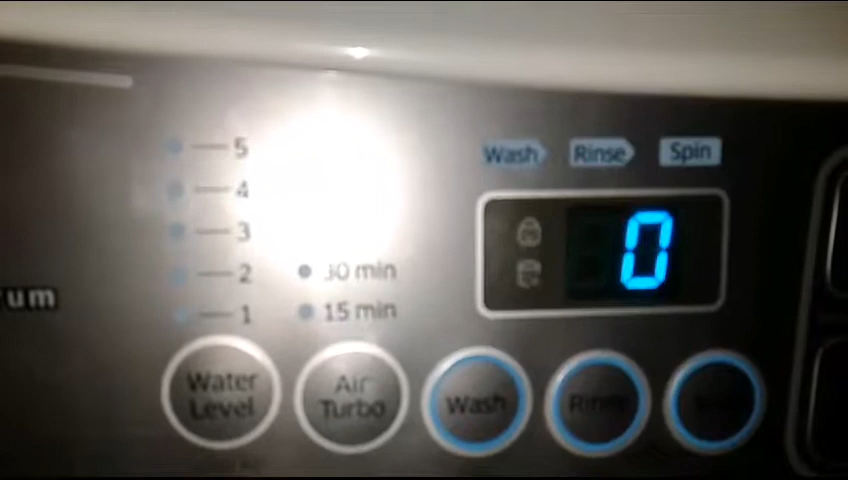 5
4
3
2
1
30 min
15 min
Wash
Rinse
Spin
0
um
Water
Level
Air
Turbo
Wash
Rinse